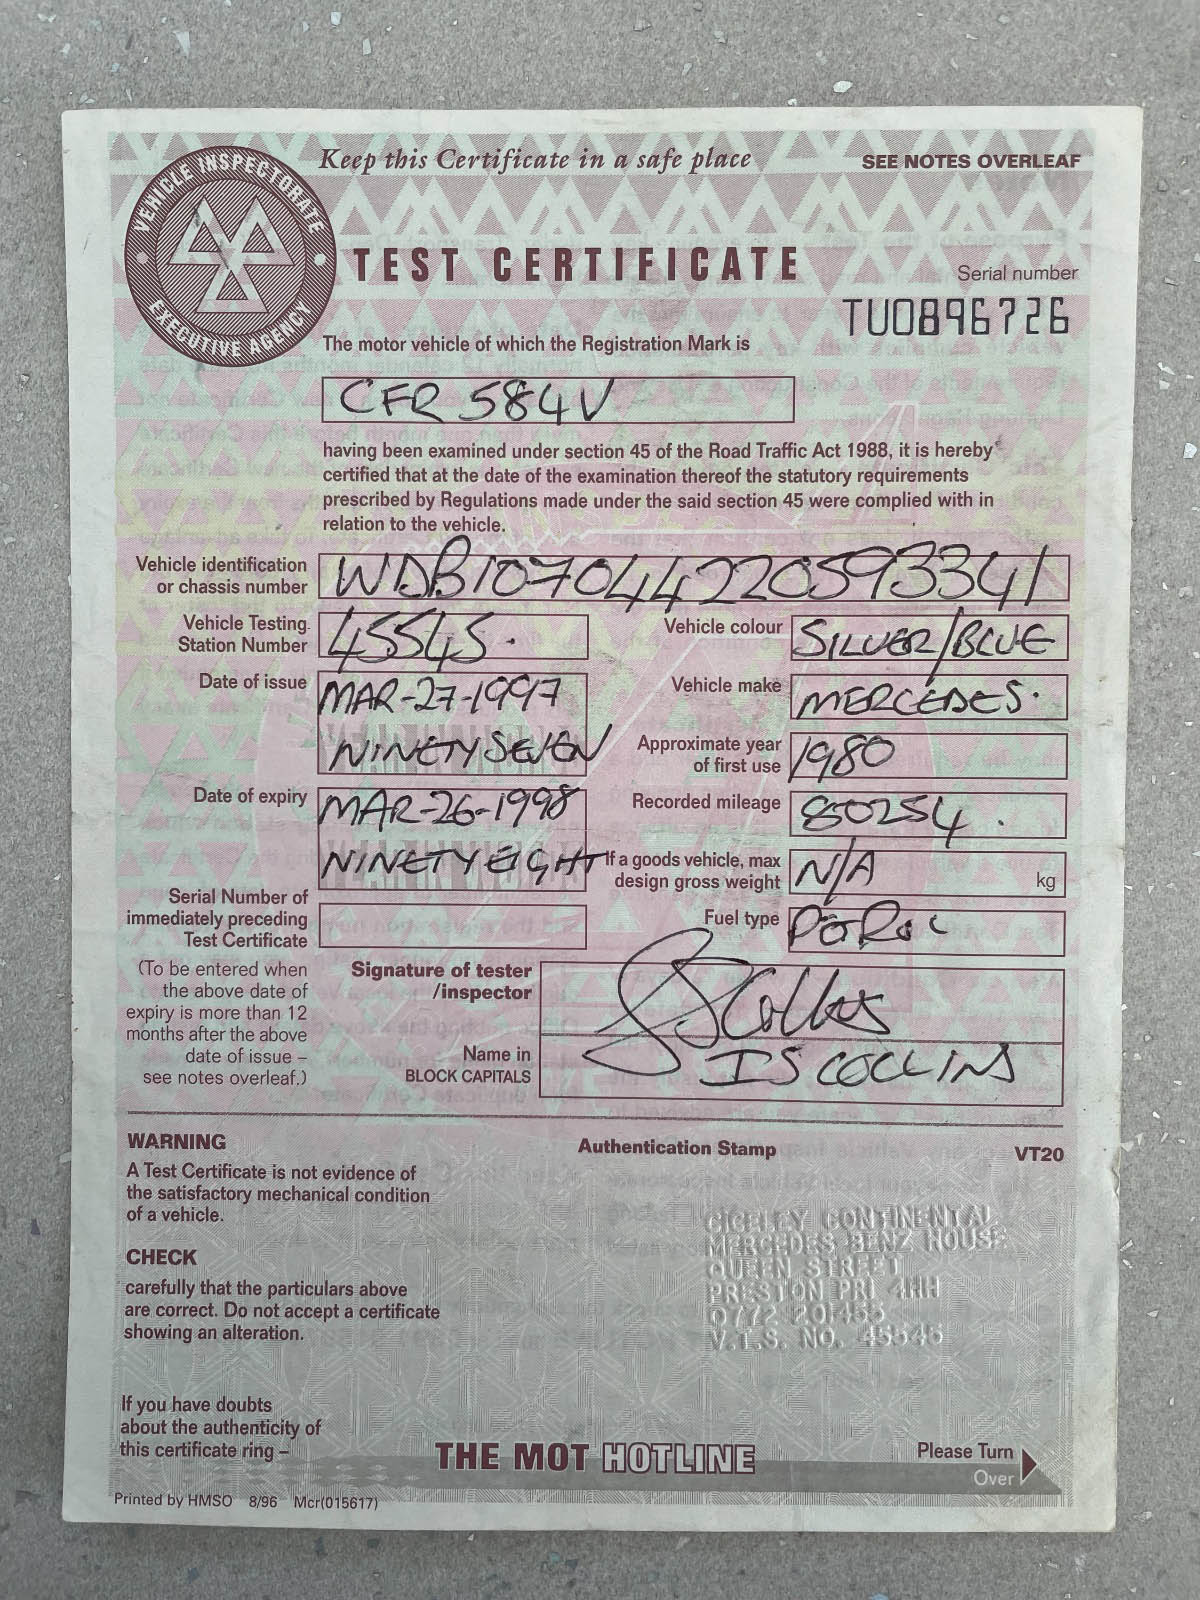 VEHICLE INSPECTORATE
EXECUTIVE AGENCY
Keep this Certificate in a safe place
SEE NOTES OVERLEAF
TEST CERTIFICATE
Serial number
TU0896726
The motor vehicle of which the Registration Mark is
CFR 584V
having been examined under section 45 of the Road Traffic Act 1988, it is hereby
certified that at the date of the examination thereof the statutory requirements
prescribed by Regulations made under the said section 45 were complied with in
relation to the vehicle.
Vehicle identification
or chassis number
WDB10704422059334 1
Vehicle Testing
Station Number
45545.
Vehicle colour
SILVER/BLUE
Date of issue
MAR-27-1997
NINETY SEVEN
Vehicle make
MERCEDES.
Approximate year
of first use
1980
Date of expiry
MAR-26-1998
NINETY EIGHT
Recorded mileage
80254.
If a goods vehicle, max
design gross weight
N/A
kg
Serial Number of
immediately preceding
Test Certificate
Fuel type
PETROL
(To be entered when
the above date of
expiry is more than 12
months after the above
date of issue –
see notes overleaf.)
Signature of tester
/inspector
Name in
BLOCK CAPITALS
IS COLLINS
WARNING
A Test Certificate is not evidence of
the satisfactory mechanical condition
of a vehicle.
Authentication Stamp
VT20
CICELEY CONTINENTAL
MERCEDES BENZ HOUSE
QUEEN STREET
PRESTON PR1 4HH
0772 201455
V.T.S. NO. 45545
CHECK
carefully that the particulars above
are correct. Do not accept a certificate
showing an alteration.
If you have doubts
about the authenticity of
this certificate ring –
THE MOT HOTLINE
Please Turn
Over
Printed by HMSO 8/96 Mcr(015617)